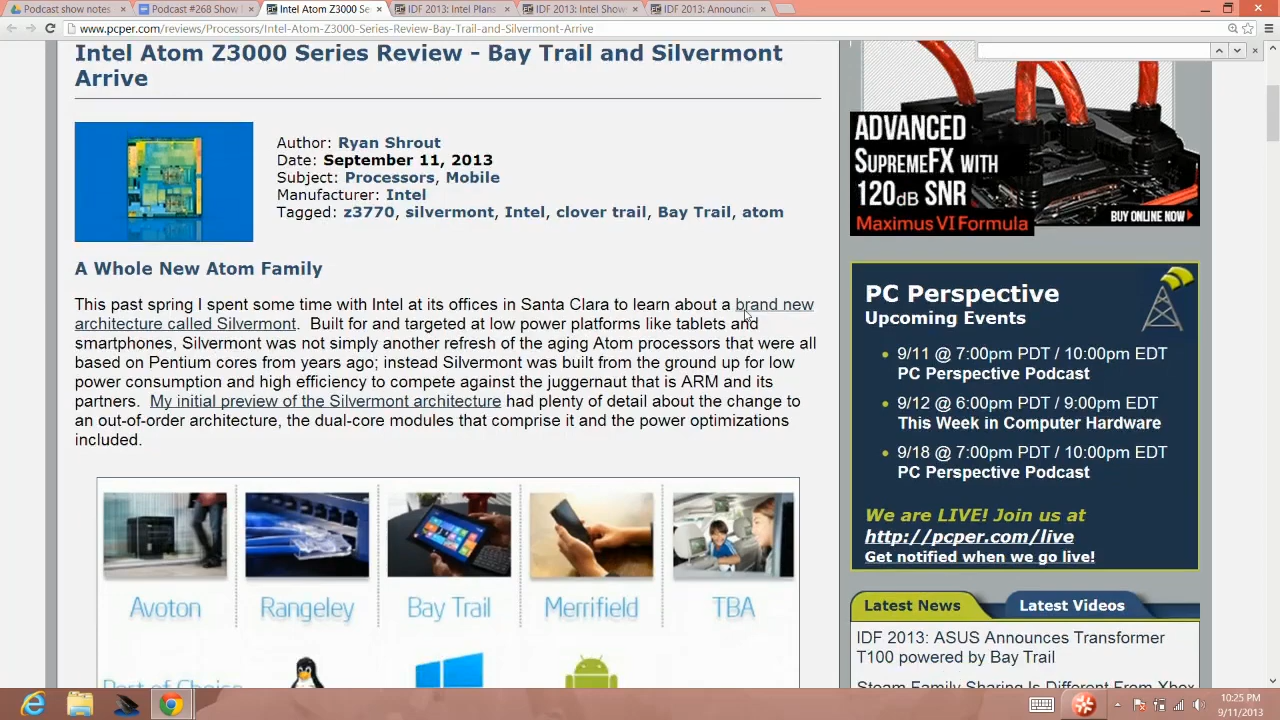 Podcast show notes
Podcast #268 Show
Intel Atom Z3000 Se
IDF 2013: Intel Plans
IDF 2013: Intel Show
IDF 2013: Announcin
www.pcper.com/reviews/Processors/Intel-Atom-Z3000-Series-Review-Bay-Trail-and-Silvermont-Arrive
Intel Atom Z3000 Series Review - Bay Trail and Silvermont
Arrive
Author: Ryan Shrout
Date: September 11, 2013
Subject: Processors, Mobile
Manufacturer: Intel
Tagged: z3770, silvermont, Intel, clover trail, Bay Trail, atom
A Whole New Atom Family
This past spring I spent some time with Intel at its offices in Santa Clara to learn about a brand new
architecture called Silvermont.  Built for and targeted at low power platforms like tablets and
smartphones, Silvermont was not simply another refresh of the aging Atom processors that were all
based on Pentium cores from years ago; instead Silvermont was built from the ground up for low
power consumption and high efficiency to compete against the juggernaut that is ARM and its
partners.  My initial preview of the Silvermont architecture had plenty of detail about the change to
an out-of-order architecture, the dual-core modules that comprise it and the power optimizations
included.
Avoton
Rangeley
Bay Trail
Merrifield
TBA
Port of Choice
ADVANCED
SUPREMEFX WITH
120dB SNR
Maximus VI Formula
BUY ONLINE NOW
PC Perspective
Upcoming Events
9/11 @ 7:00pm PDT / 10:00pm EDT
PC Perspective Podcast
9/12 @ 6:00pm PDT / 9:00pm EDT
This Week in Computer Hardware
9/18 @ 7:00pm PDT / 10:00pm EDT
PC Perspective Podcast
We are LIVE! Join us at
http://pcper.com/live
Get notified when we go live!
Latest News
Latest Videos
IDF 2013: ASUS Announces Transformer
T100 powered by Bay Trail
Steam Family Sharing Is Different From Xbox
10:25 PM
9/11/2013